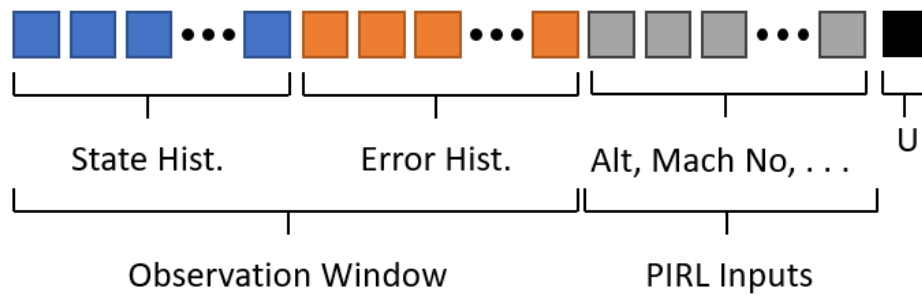 State Hist.
Error Hist.
Alt, Mach No, . . .
U
Observation Window
PIRL Inputs